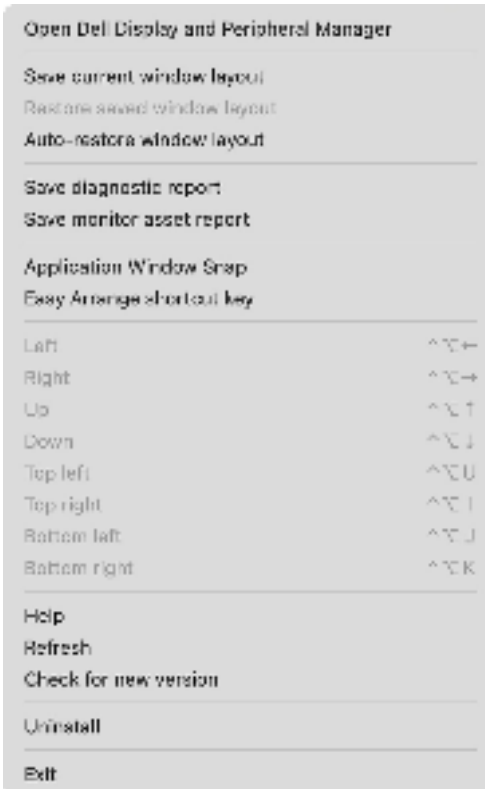 Open Dell Display and Peripheral Manager
Save current window layout
Restore saved window layout
Auto-restore window layout
Save diagnostic report
Save monitor asset report
Application Window Snap
Easy Arrange shortcut key
Left ^⌥←
Right ^⌥→
Up ^⌥↑
Down ^⌥↓
Top left ^⌥U
Top right ^⌥I
Bottom left ^⌥J
Bottom right ^⌥K
Help
Refresh
Check for new version
Uninstall
Exit